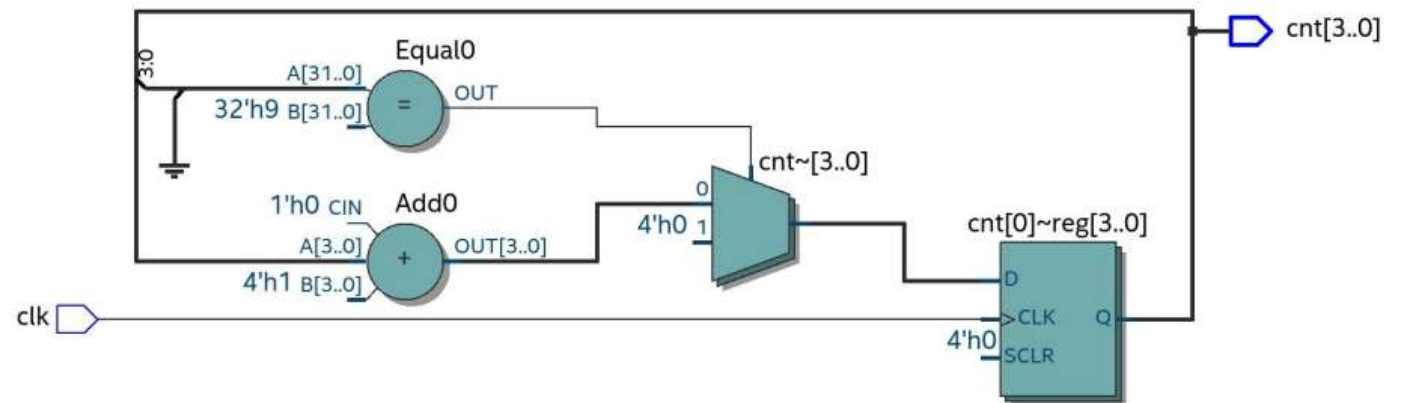 cnt[3..0]
3:0
Equal0
A[31..0]
OUT
32'h9 B[31..0]
=
cnt~[3..0]
1'h0 CIN
Add0
0
4'h0 1
cnt[0]~reg[3..0]
A[3..0]
+
OUT[3..0]
4'h1 B[3..0]
D
clk
>CLK
Q
4'h0
SCLR